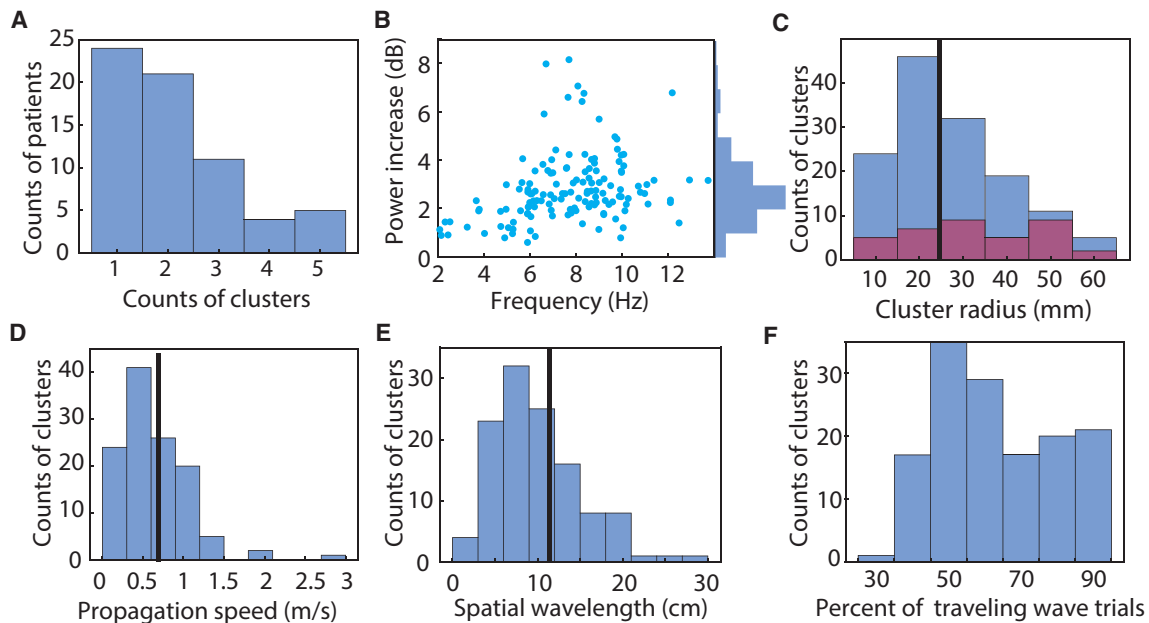 A
Counts of patients
25
20
15
10
5
0
1 2 3 4 5
Counts of clusters
B
Power increase (dB)
8
6
4
2
0
2 4 6 8 10 12
Frequency (Hz)
C
Counts of clusters
40
30
20
10
0
10 20 30 40 50 60
Cluster radius (mm)
D
Counts of clusters
40
30
20
10
0
0 0.5 1 1.5 2 2.5 3
Propagation speed (m/s)
E
Counts of clusters
30
20
10
0
0 10 20 30
Spatial wavelength (cm)
F
Counts of clusters
30
20
10
0
30 50 70 90
Percent of traveling wave trials